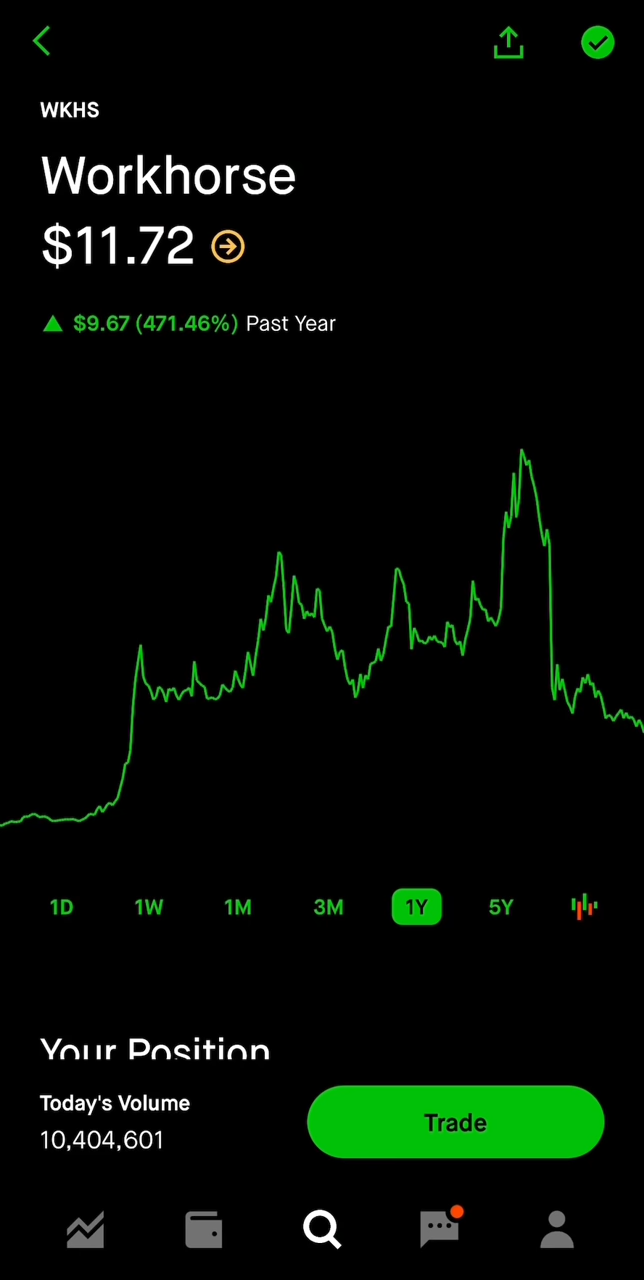 WKHS
Workhorse
$11.72
$9.67 (471.46%) Past Year
1D 1W 1M 3M 1Y 5Y
Your Position
Today's Volume
10,404,601
Trade